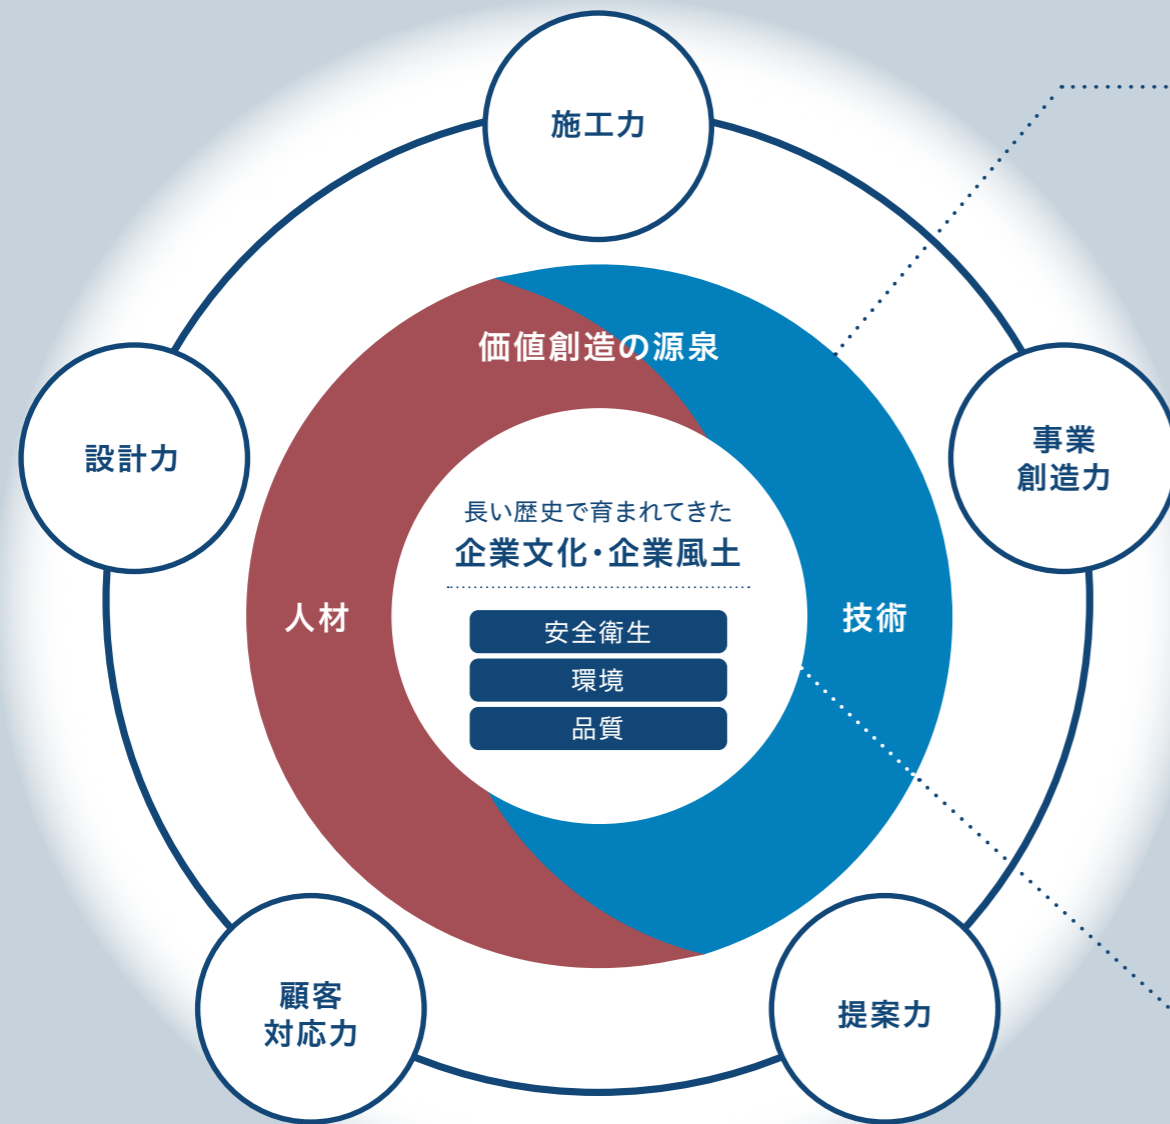 施工力
価値創造の源泉
設計力
事業
創造力
長い歴史で育まれてきた
企業文化・企業風土
人材
技術
安全衛生
環境
品質
顧客
対応力
提案力